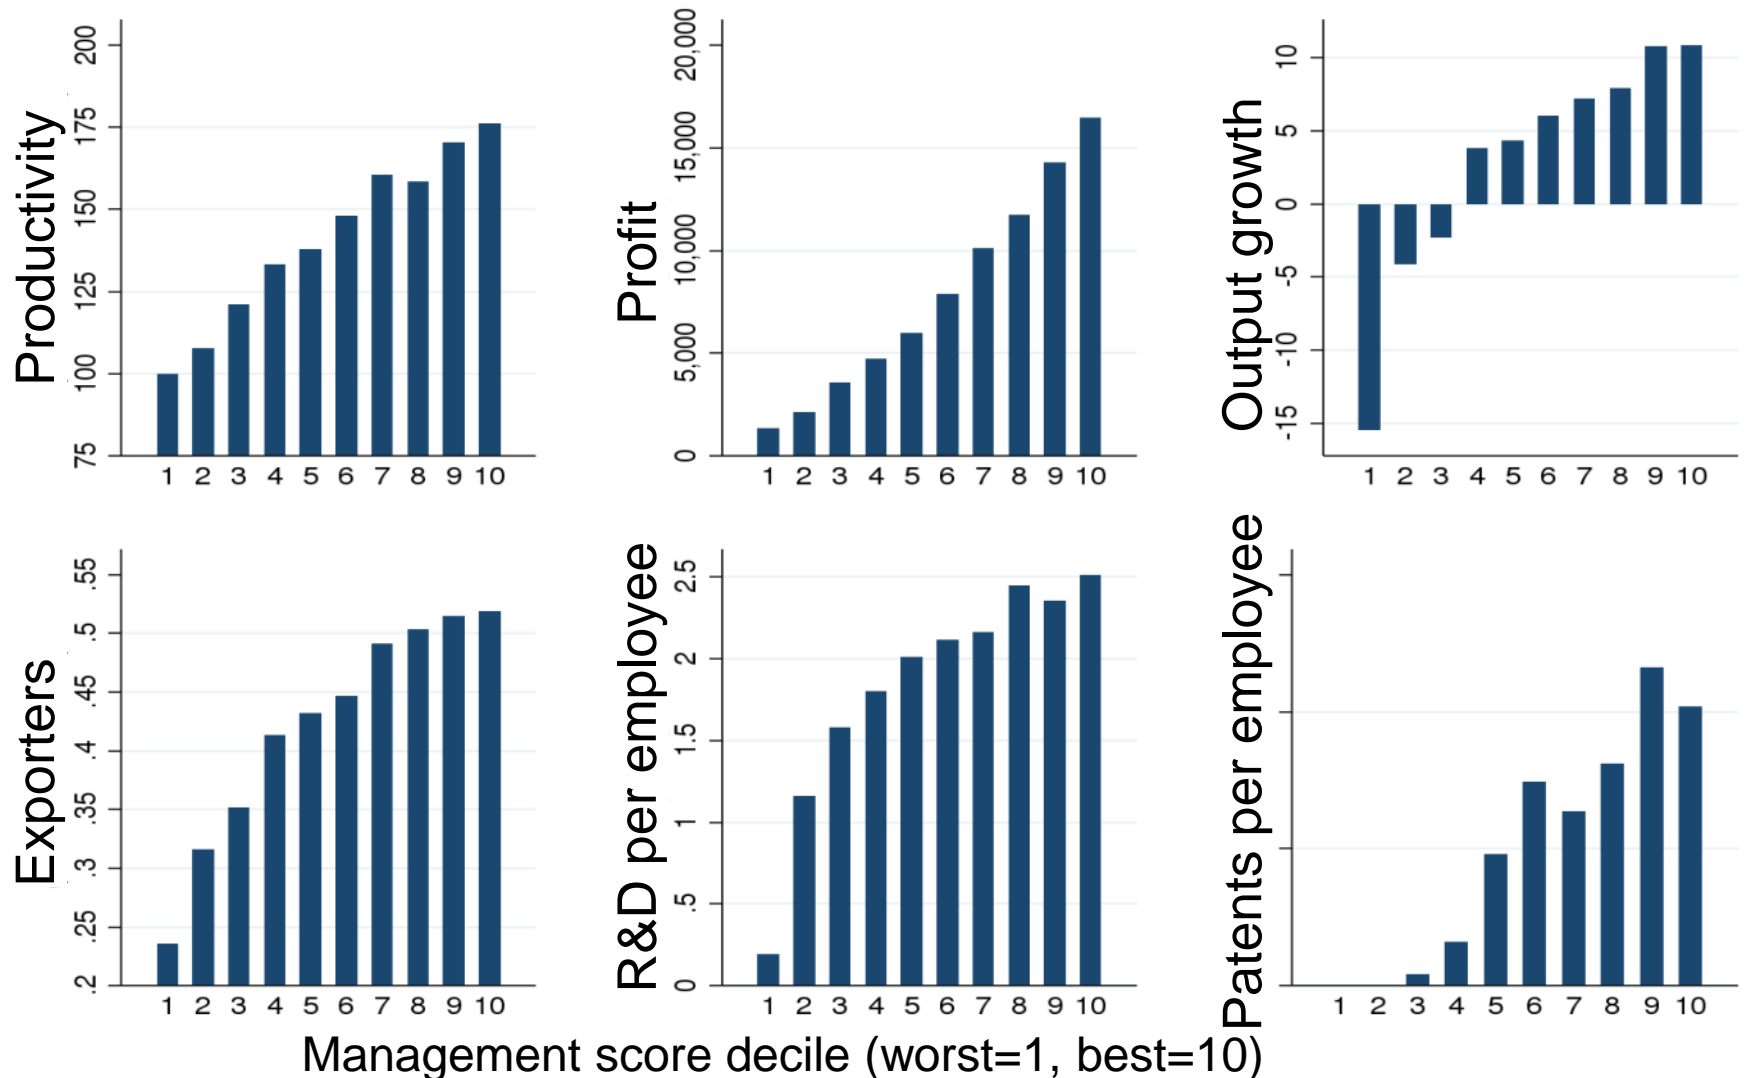 Productivity
200
175
150
125
100
75
1 2 3 4 5 6 7 8 9 10
Profit
20,000
15,000
10,000
5,000
0
1 2 3 4 5 6 7 8 9 10
Output growth
10
5
0
-5
-10
-15
1 2 3 4 5 6 7 8 9 10
Exporters
.55
.5
.45
.4
.35
.3
.25
.2
1 2 3 4 5 6 7 8 9 10
R&D per employee
2.5
2
1.5
1
.5
0
1 2 3 4 5 6 7 8 9 10
Patents per employee
1 2 3 4 5 6 7 8 9 10
Management score decile (worst=1, best=10)